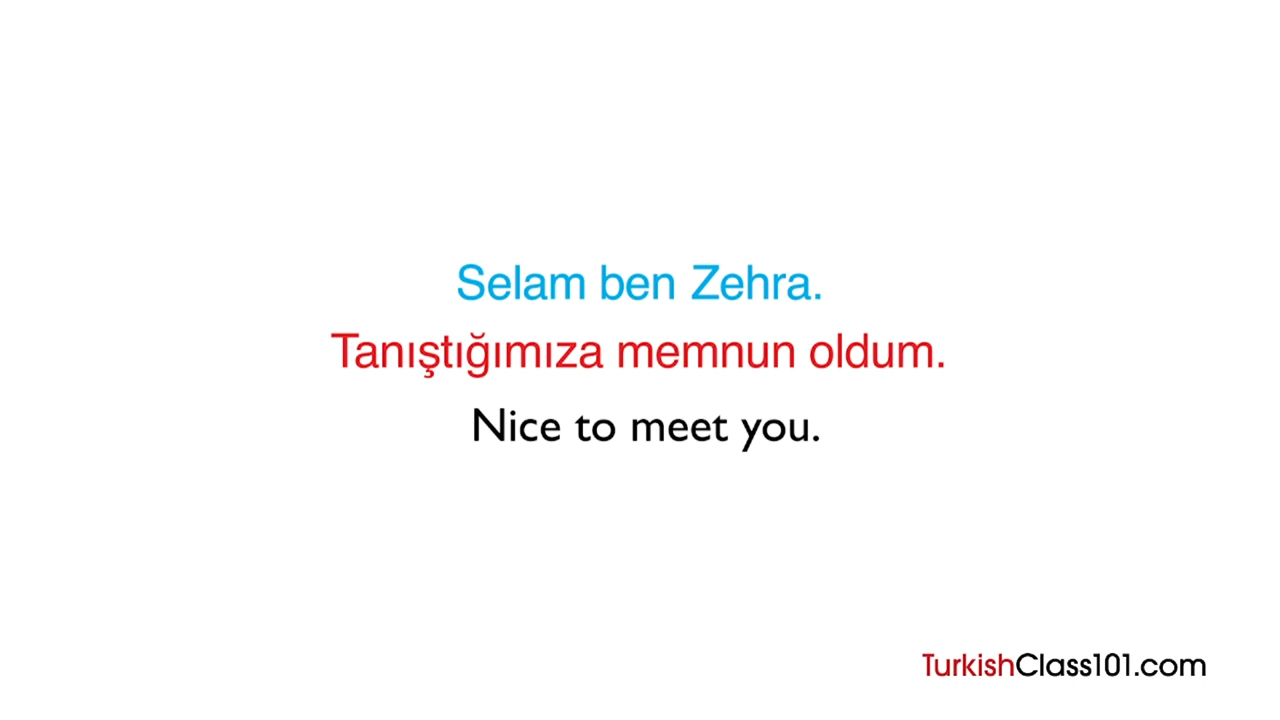 Selam ben Zehra.
Tanıştığımıza memnun oldum.
Nice to meet you.
TurkishClass101.com